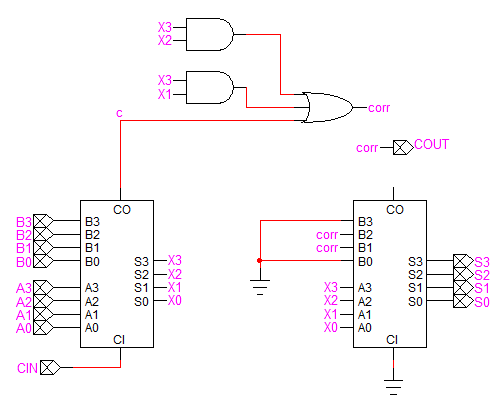 X3
X2
X3
X1
corr
c
corr COUT
CO
B3 B3
B2 B2
B1 B1
B0 B0
S3 X3
S2 X2
S1 X1
S0 X0
A3 A3
A2 A2
A1 A1
A0 A0
CI
CIN
CO
B3
corr B2
corr B1
B0
S3 S3
S2 S2
S1 S1
S0 S0
X3 A3
X2 A2
X1 A1
X0 A0
CI